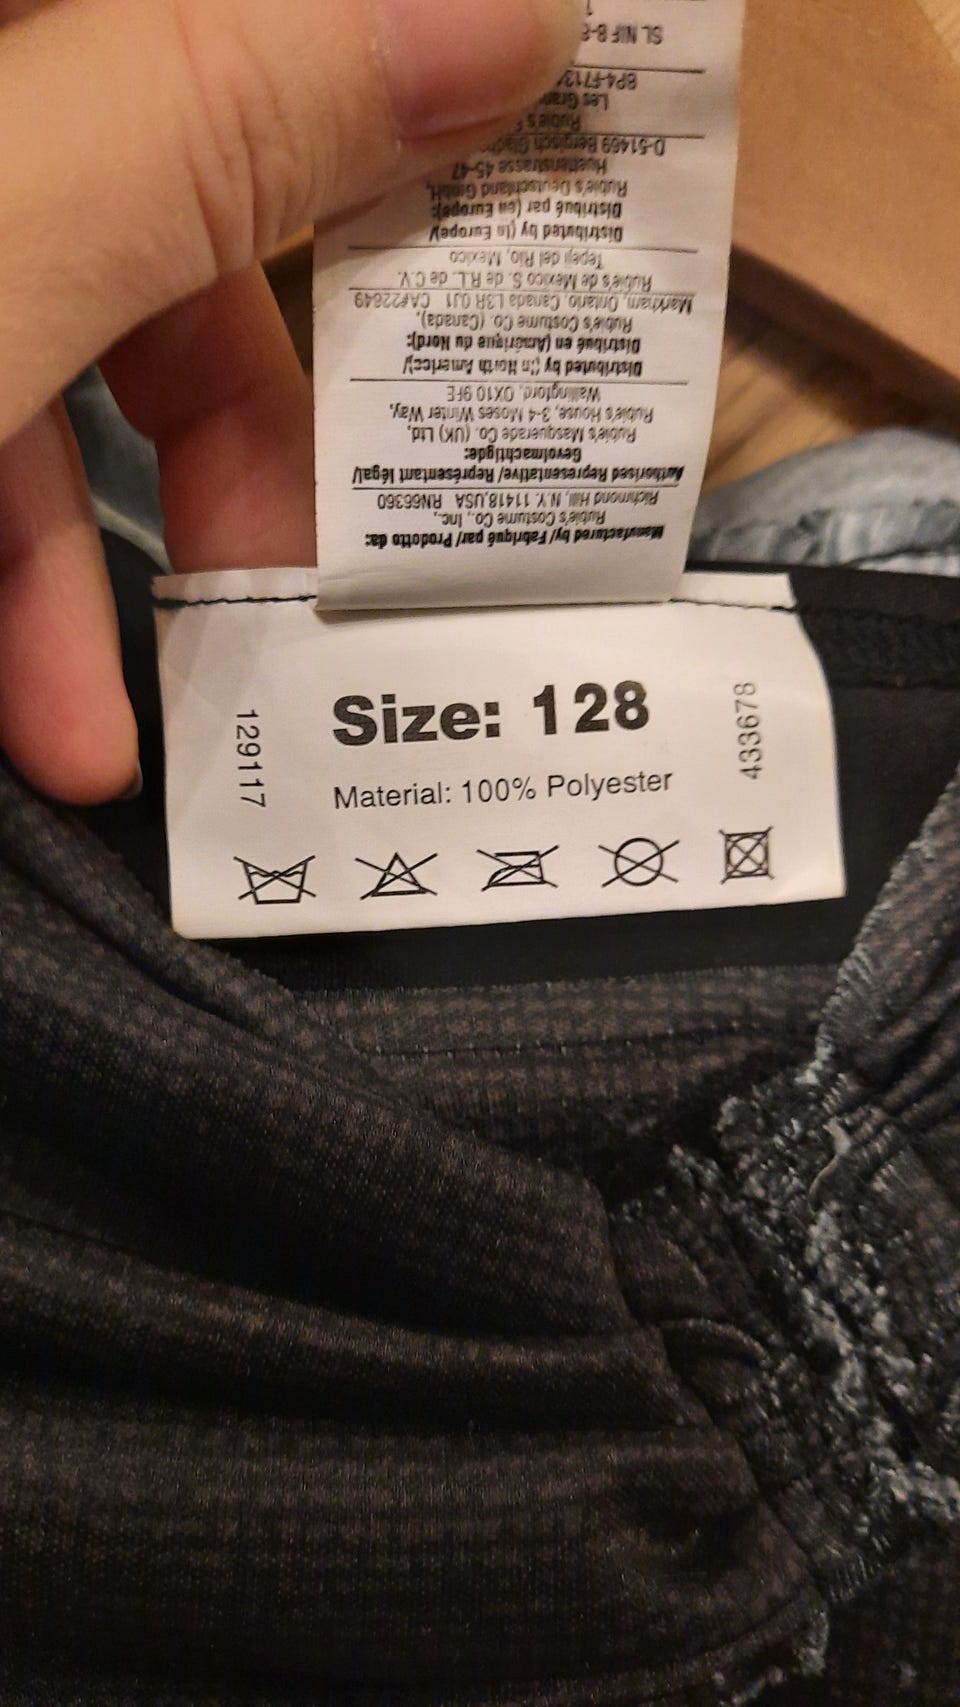 Size: 128
Material: 100% Polyester
129117
433678
Manufactured by/ Fabriqué par/ Prodotto da:
Rubie's Costume Co., Inc.,
Richmond Hill, N.Y. 11418,USA RN66360
Authorised Representative/ Représentant légal/
Gevolmachtigde:
Rubie's Masquerade Co. (UK) Ltd,
Rubie's House, 3-4 Moses Winter Way,
Wallingford, OX10 9FE
Distributed by (in North America)/
Distribué en (Amérique du Nord):
Rubie's Costume Co. (Canada),
Markham, Ontario, Canada L3R 0J1 CA#22649
Rubie's de Mexico S. de R.L. de C.V.
Tepeji del Rio, Mexico
Distributed by (in Europe)/
Distribué par (en Europe):
Rubie's Deutschland GmbH,
Huettenstrasse 45-47
D-51469 Bergisch
Rubie's
Les
SL NIF B-